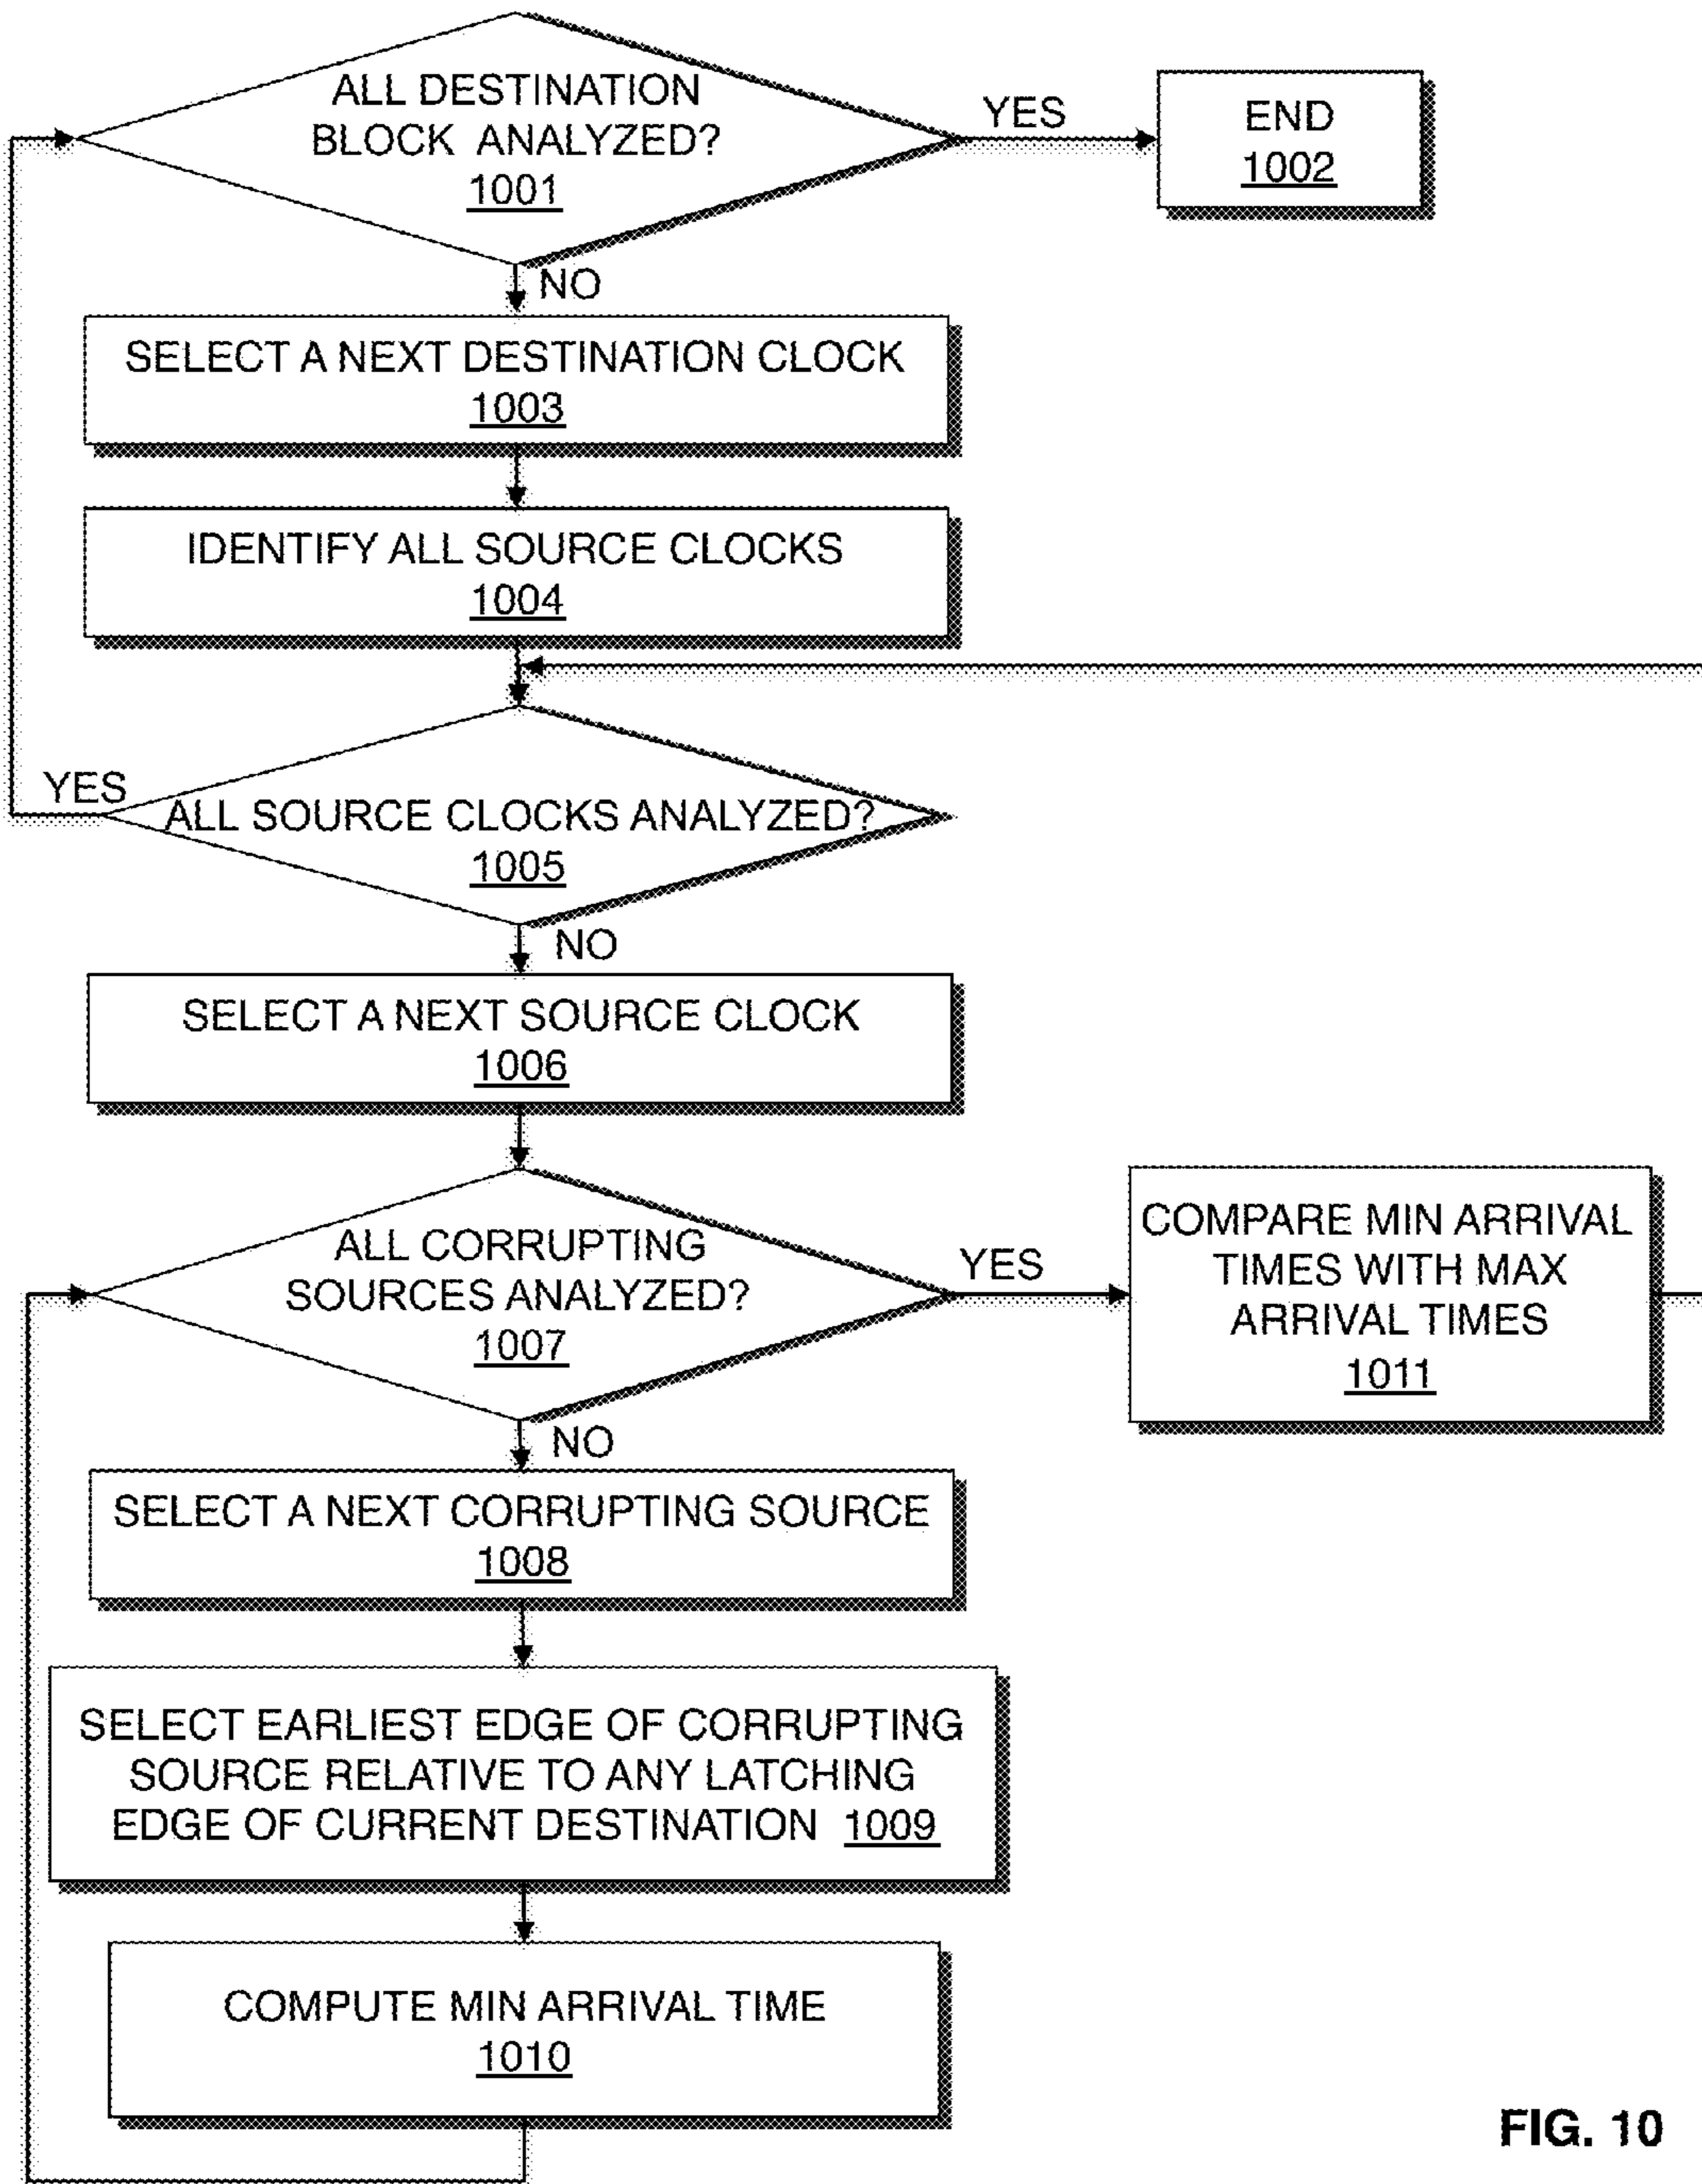 ALL DESTINATION
BLOCK ANALYZED?
1001
YES
END
1002
NO
SELECT A NEXT DESTINATION CLOCK
1003
IDENTIFY ALL SOURCE CLOCKS
1004
YES
ALL SOURCE CLOCKS ANALYZED?
1005
NO
SELECT A NEXT SOURCE CLOCK
1006
ALL CORRUPTING
SOURCES ANALYZED?
1007
YES
COMPARE MIN ARRIVAL
TIMES WITH MAX
ARRIVAL TIMES
1011
NO
SELECT A NEXT CORRUPTING SOURCE
1008
SELECT EARLIEST EDGE OF CORRUPTING
SOURCE RELATIVE TO ANY LATCHING
EDGE OF CURRENT DESTINATION 1009
COMPUTE MIN ARRIVAL TIME
1010
FIG. 10